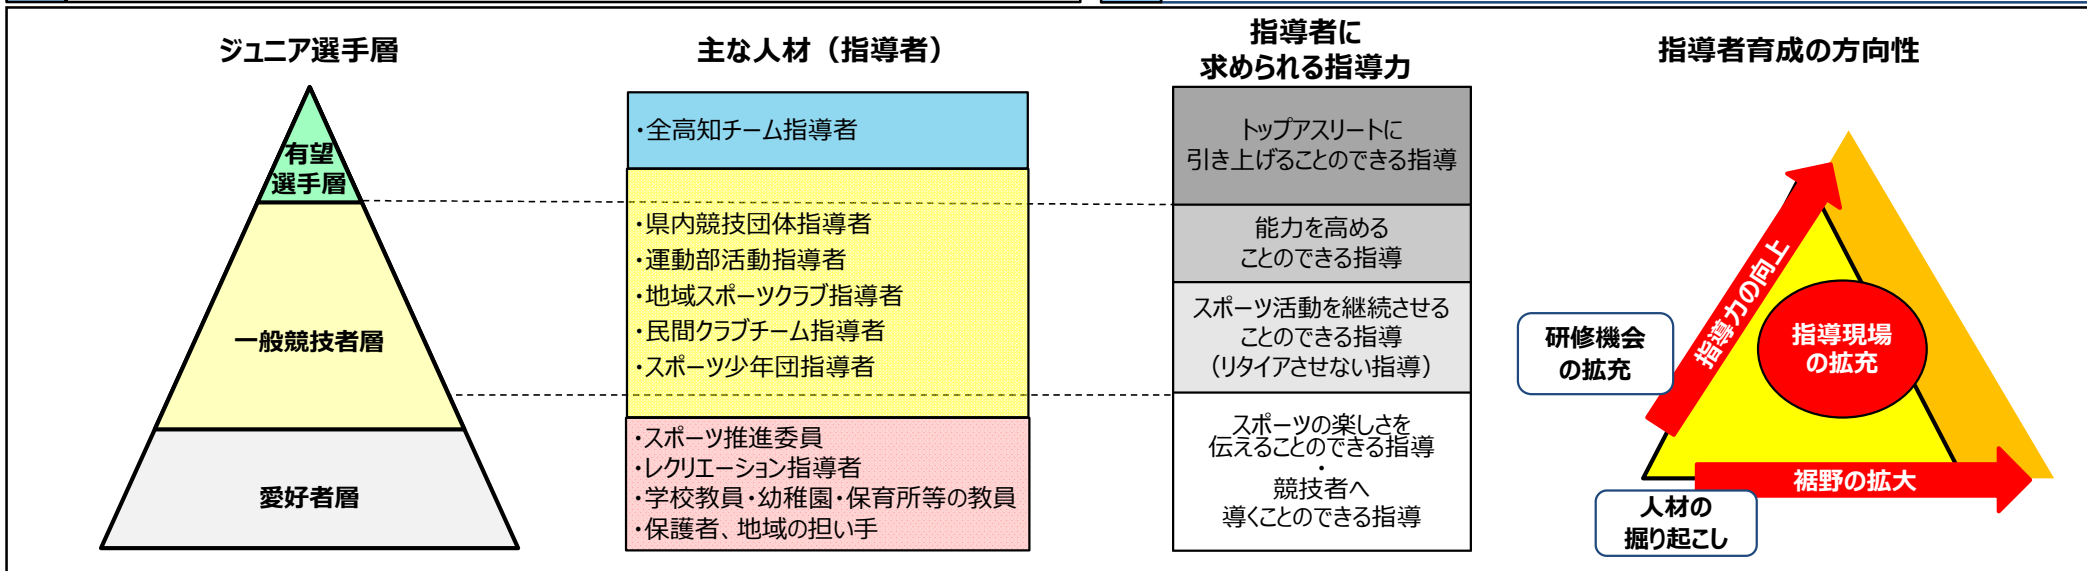 ジュニア選手層
有望
選手層
一般競技者層
愛好者層
主な人材（指導者）
・全高知チーム指導者
・県内競技団体指導者
・運動部活動指導者
・地域スポーツクラブ指導者
・民間クラブチーム指導者
・スポーツ少年団指導者
・スポーツ推進委員
・レクリエーション指導者
・学校教員・幼稚園・保育所等の教員
・保護者、地域の担い手
指導者に
求められる指導力
トップアスリートに
引き上げることのできる指導
能力を高める
ことのできる指導
スポーツ活動を継続させる
ことのできる指導
（リタイアさせない指導）
スポーツの楽しさを
伝えることのできる指導
・
競技者へ
導くことのできる指導
指導者育成の方向性
指導力の向上
研修機会
の拡充
指導現場
の拡充
裾野の拡大
人材の
掘り起こし